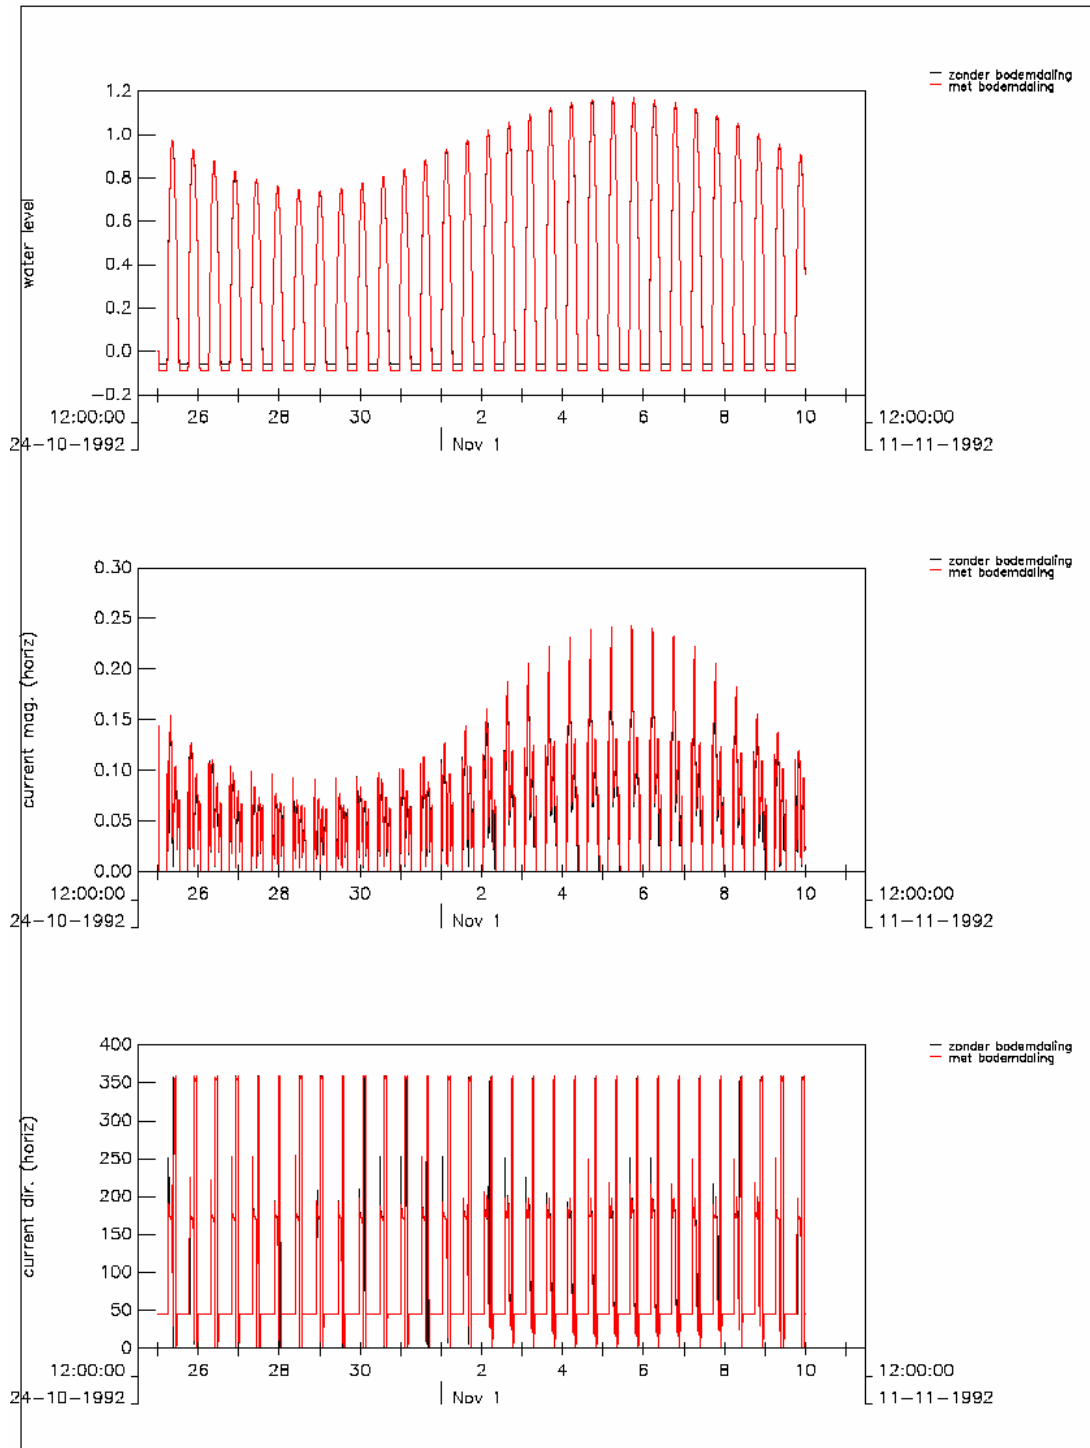 zonder bodemdaling
met bodemdaling
1.2
1.0
0.8
0.6
0.4
0.2
0.0
−0.2
water level
26 28 30 2 4 6 8 10
12:00:00 12:00:00
24−10−1992 Nov 1 11−11−1992
zonder bodemdaling
met bodemdaling
0.30
0.25
0.20
0.15
0.10
0.05
0.00
current mag. (horiz)
26 28 30 2 4 6 8 10
12:00:00 12:00:00
24−10−1992 Nov 1 11−11−1992
zonder bodemdaling
met bodemdaling
400
350
300
250
200
150
100
50
0
current dir. (horiz)
26 28 30 2 4 6 8 10
12:00:00 12:00:00
24−10−1992 Nov 1 11−11−1992